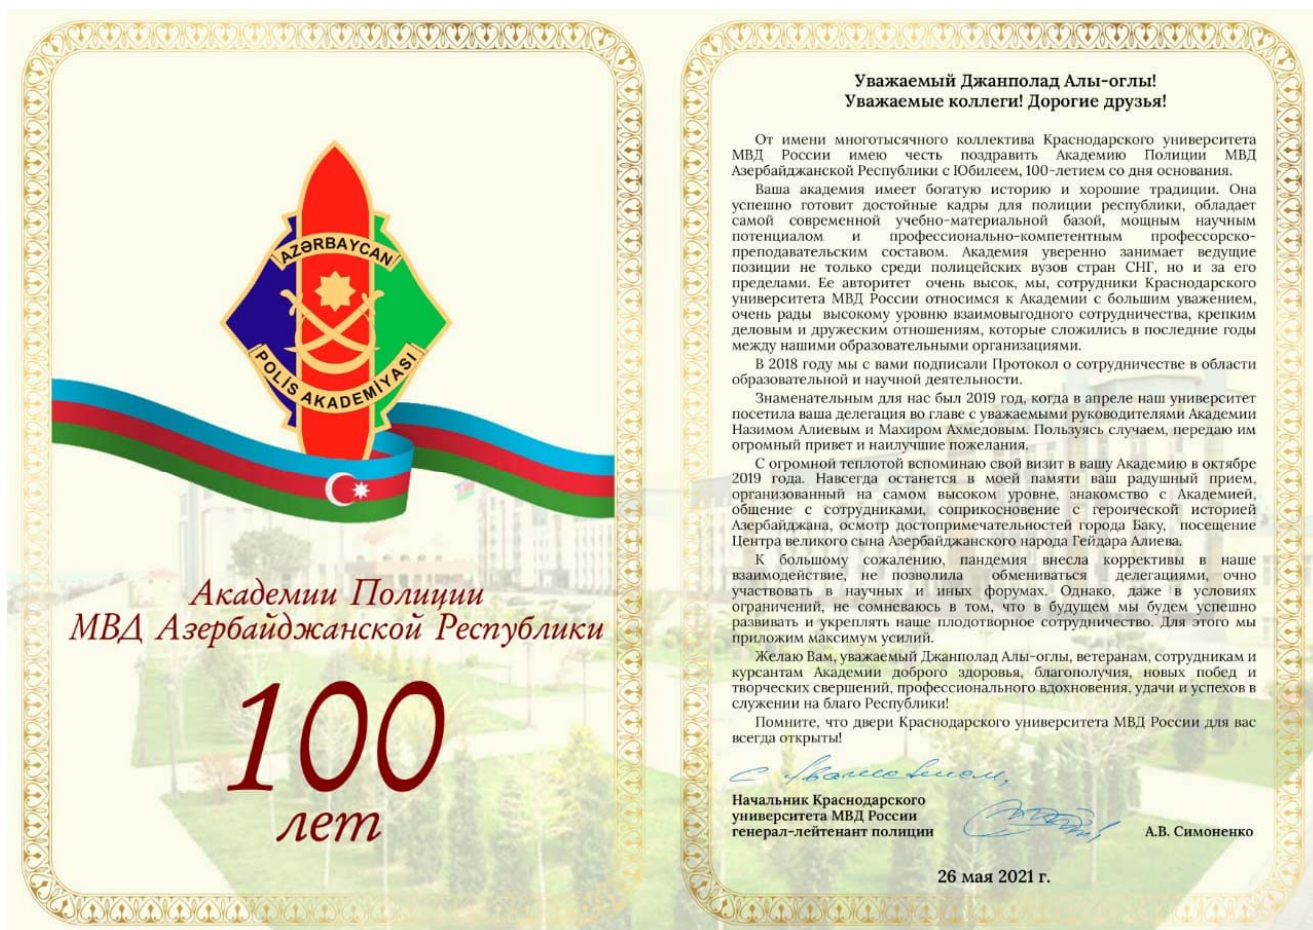 AZƏRBAYCAN
POLİS AKADEMİYASI
Академии Полиции
МВД Азербайджанской Республики
100
лет
Уважаемый Джанполад Алы-оглы!
Уважаемые коллеги! Дорогие друзья!
От имени многотысячного коллектива Краснодарского университета
МВД России имею честь поздравить Академию Полиции МВД
Азербайджанской Республики с Юбилеем, 100-летием со дня основания.
Ваша академия имеет богатую историю и хорошие традиции. Она
успешно готовит достойные кадры для полиции республики, обладает
самой современной учебно-материальной базой, мощным научным
потенциалом и профессионально-компетентным профессорско-
преподавательским составом. Академия уверенно занимает ведущие
позиции не только среди полицейских вузов стран СНГ, но и за его
пределами. Ее авторитет очень высок, мы, сотрудники Краснодарского
университета МВД России относимся к Академии с большим уважением,
очень рады высокому уровню взаимовыгодного сотрудничества, крепким
деловым и дружеским отношениям, которые сложились в последние годы
между нашими образовательными организациями.
В 2018 году мы с вами подписали Протокол о сотрудничестве в области
образовательной и научной деятельности.
Знаменательным для нас был 2019 год, когда в апреле наш университет
посетила ваша делегация во главе с уважаемыми руководителями Академии
Назимом Алиевым и Махиром Ахмедовым. Пользуясь случаем, передаю им
огромный привет и наилучшие пожелания.
С огромной теплотой вспоминаю свой визит в вашу Академию в октябре
2019 года. Навсегда останется в моей памяти ваш радушный прием,
организованный на самом высоком уровне, знакомство с Академией,
общение с сотрудниками, соприкосновение с героической историей
Азербайджана, осмотр достопримечательностей города Баку, посещение
Центра великого сына Азербайджанского народа Гейдара Алиева.
К большому сожалению, пандемия внесла коррективы в наше
взаимодействие, не позволила обмениваться делегациями, очно
участвовать в научных и иных форумах. Однако, даже в условиях
ограничений, не сомневаюсь в том, что в будущем мы будем успешно
развивать и укреплять наше плодотворное сотрудничество. Для этого мы
приложим максимум усилий.
Желаю Вам, уважаемый Джанполад Алы-оглы, ветеранам, сотрудникам и
курсантам Академии доброго здоровья, благополучия, новых побед и
творческих свершений, профессионального вдохновения, удачи и успехов в
служении на благо Республики!
Помните, что двери Краснодарского университета МВД России для вас
всегда открыты!
С уважением,
Начальник Краснодарского
университета МВД России
генерал-лейтенант полиции
А.В. Симоненко
26 мая 2021 г.